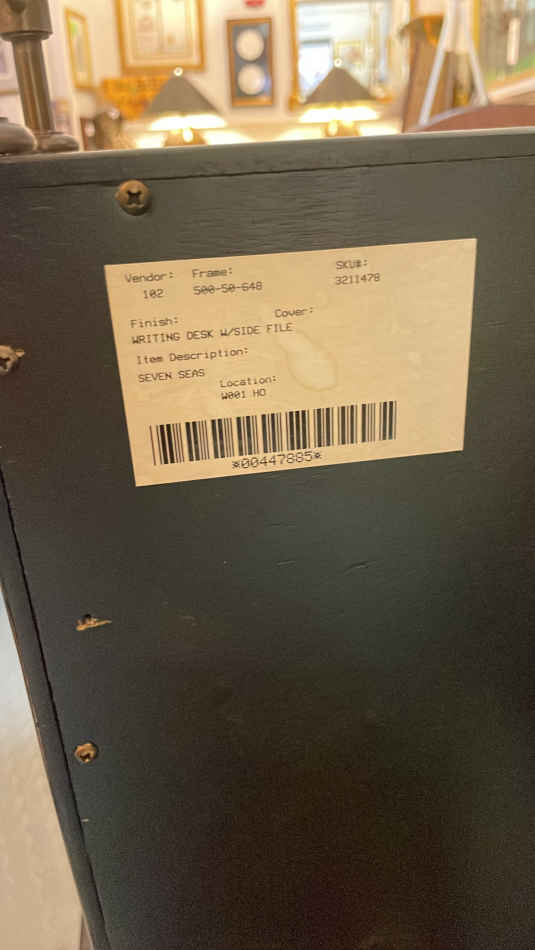 Vendor: Frame: SKU#:
102 500-50-648 3211478
Finish: Cover:
WRITING DESK W/SIDE FILE
Item Description:
SEVEN SEAS
Location:
W001 HO
*00447885*